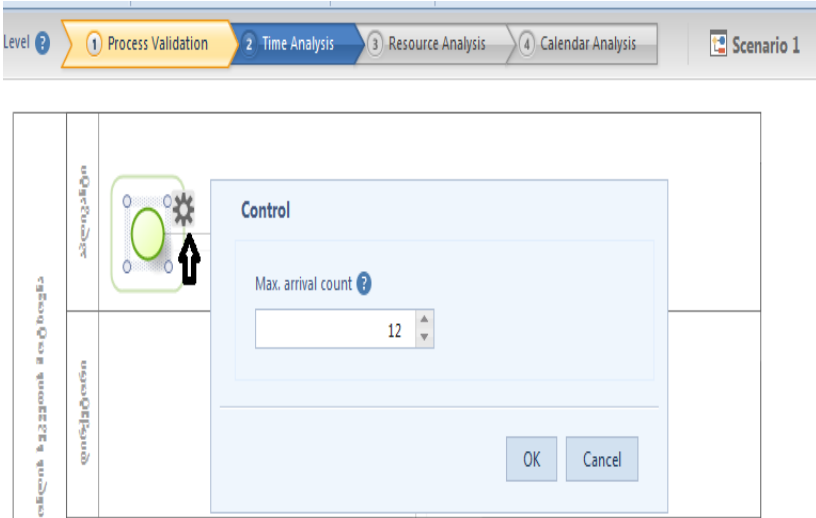 Level ?
1 Process Validation
2 Time Analysis
3 Resource Analysis
4 Calendar Analysis
Scenario 1
Control
Max. arrival count ?
12
OK
Cancel